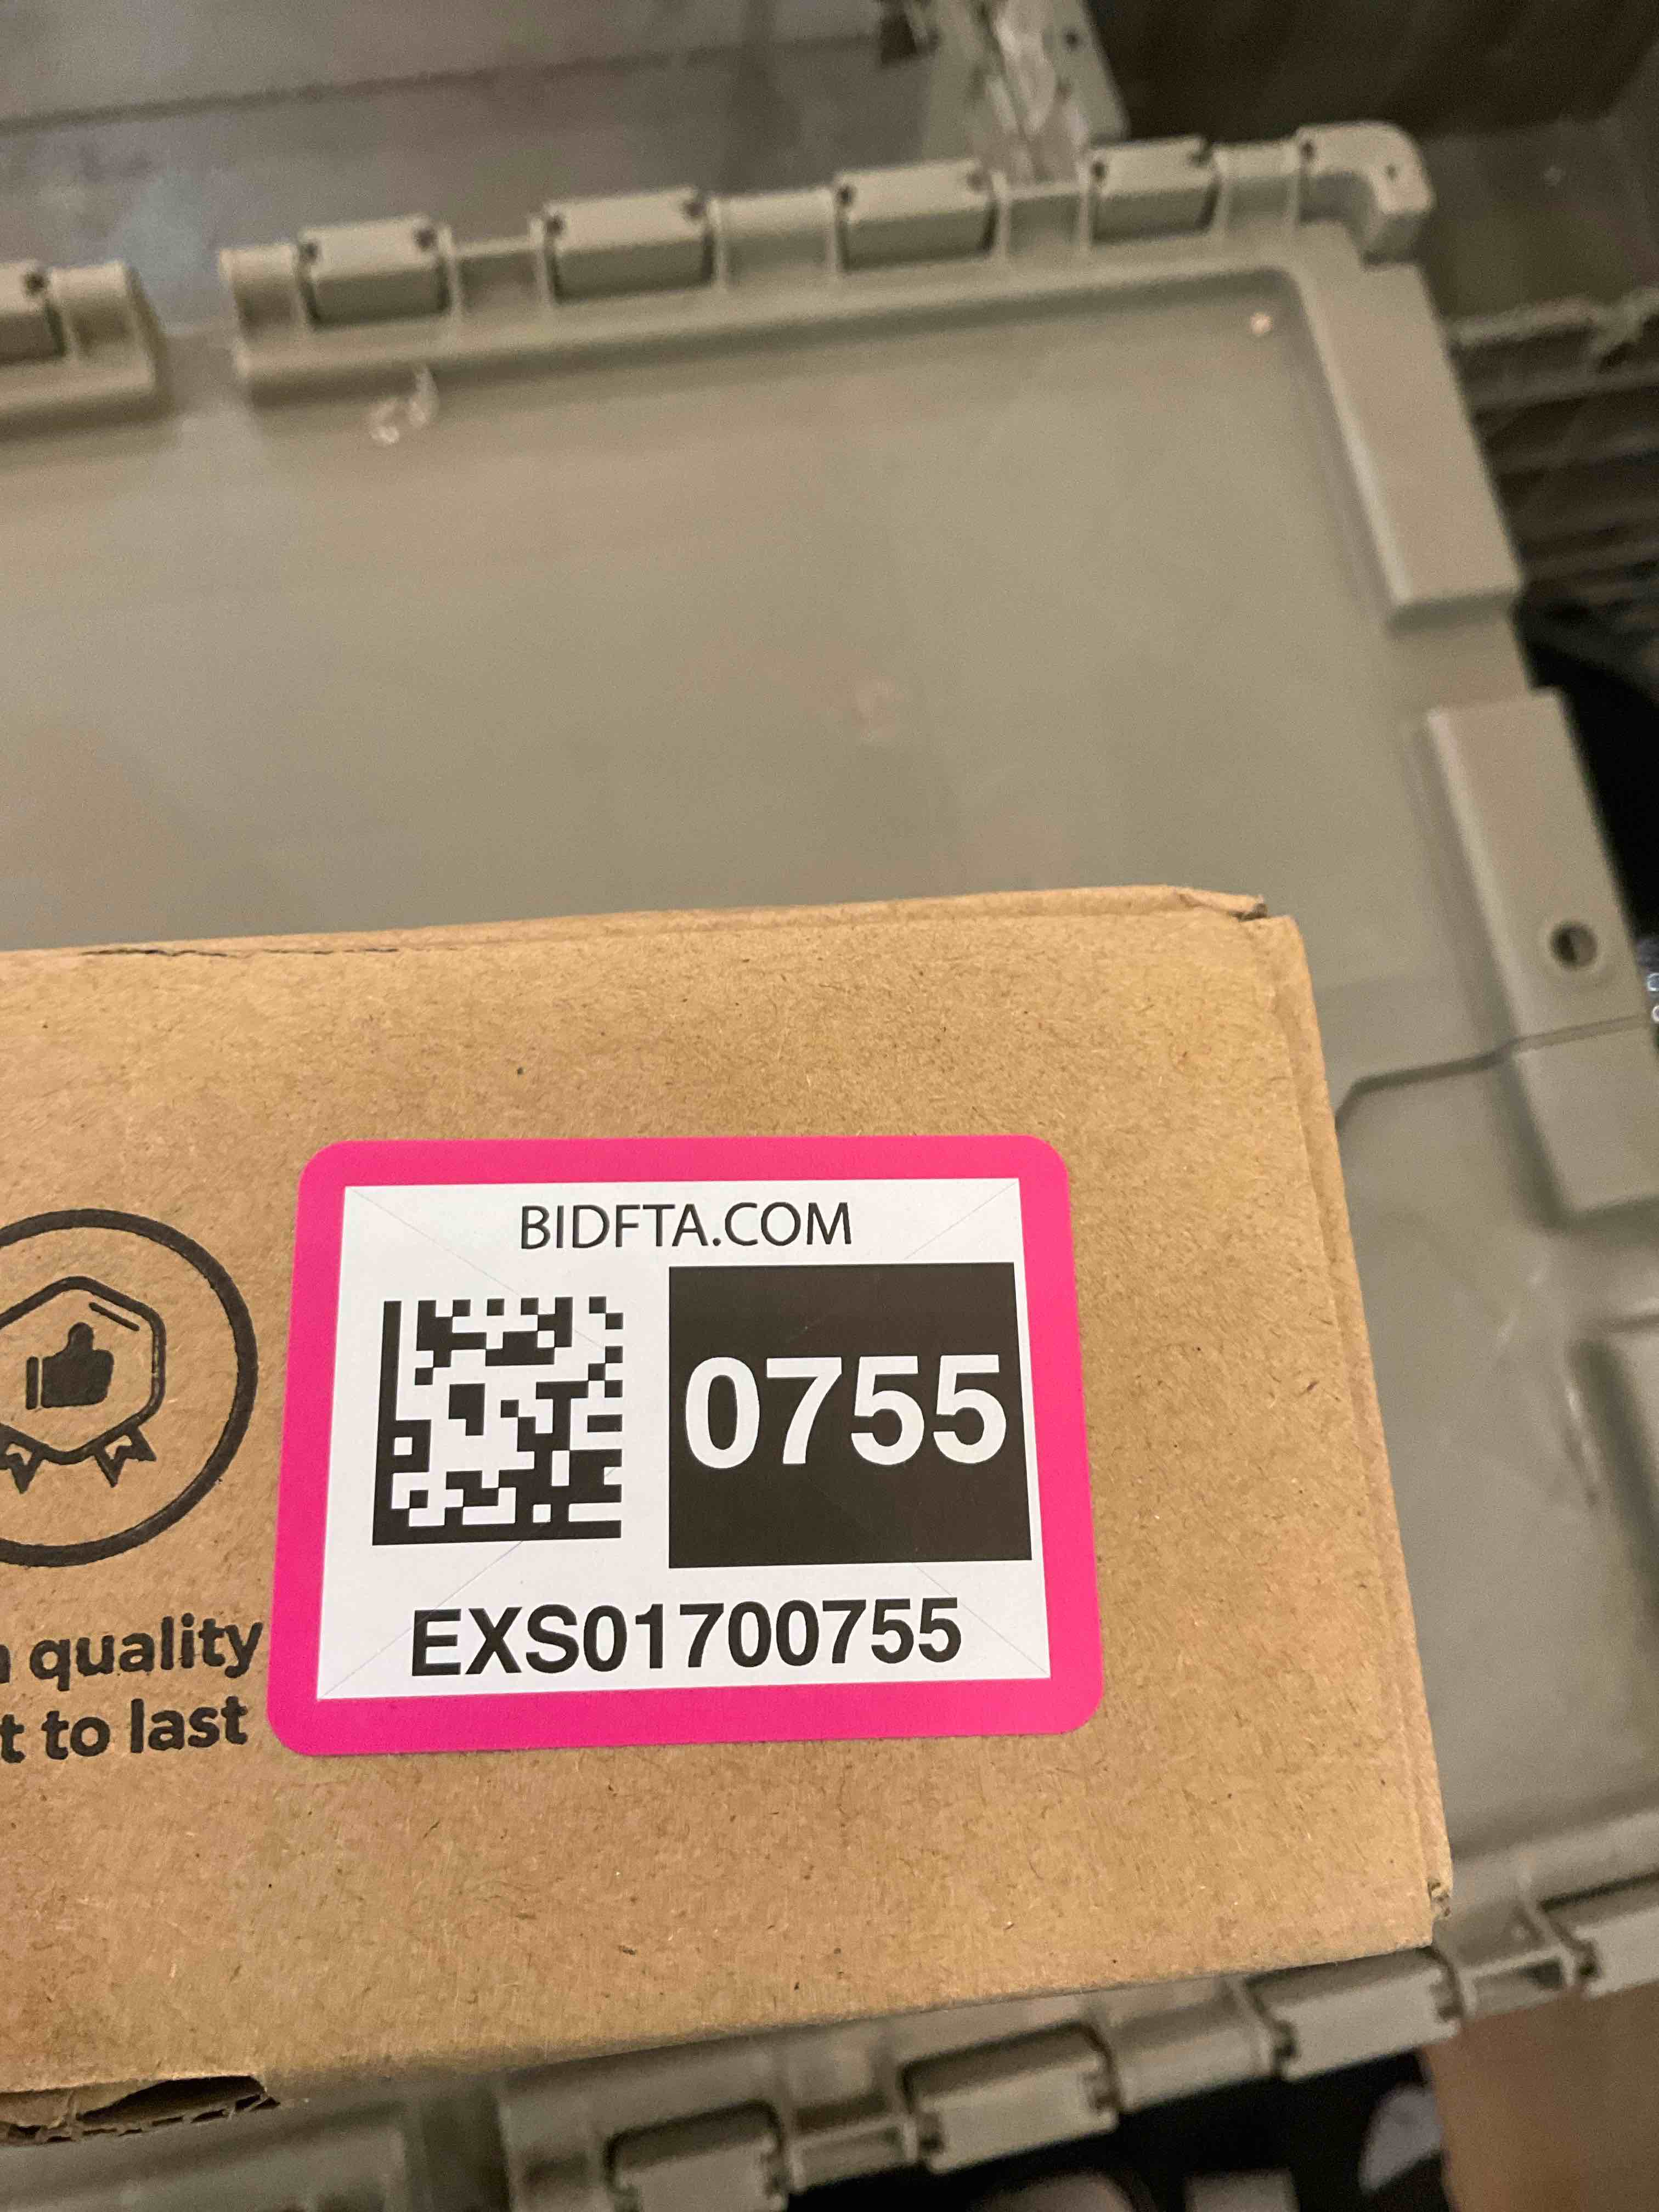 BIDFTA.COM
0755
EXS01700755
quality
to last